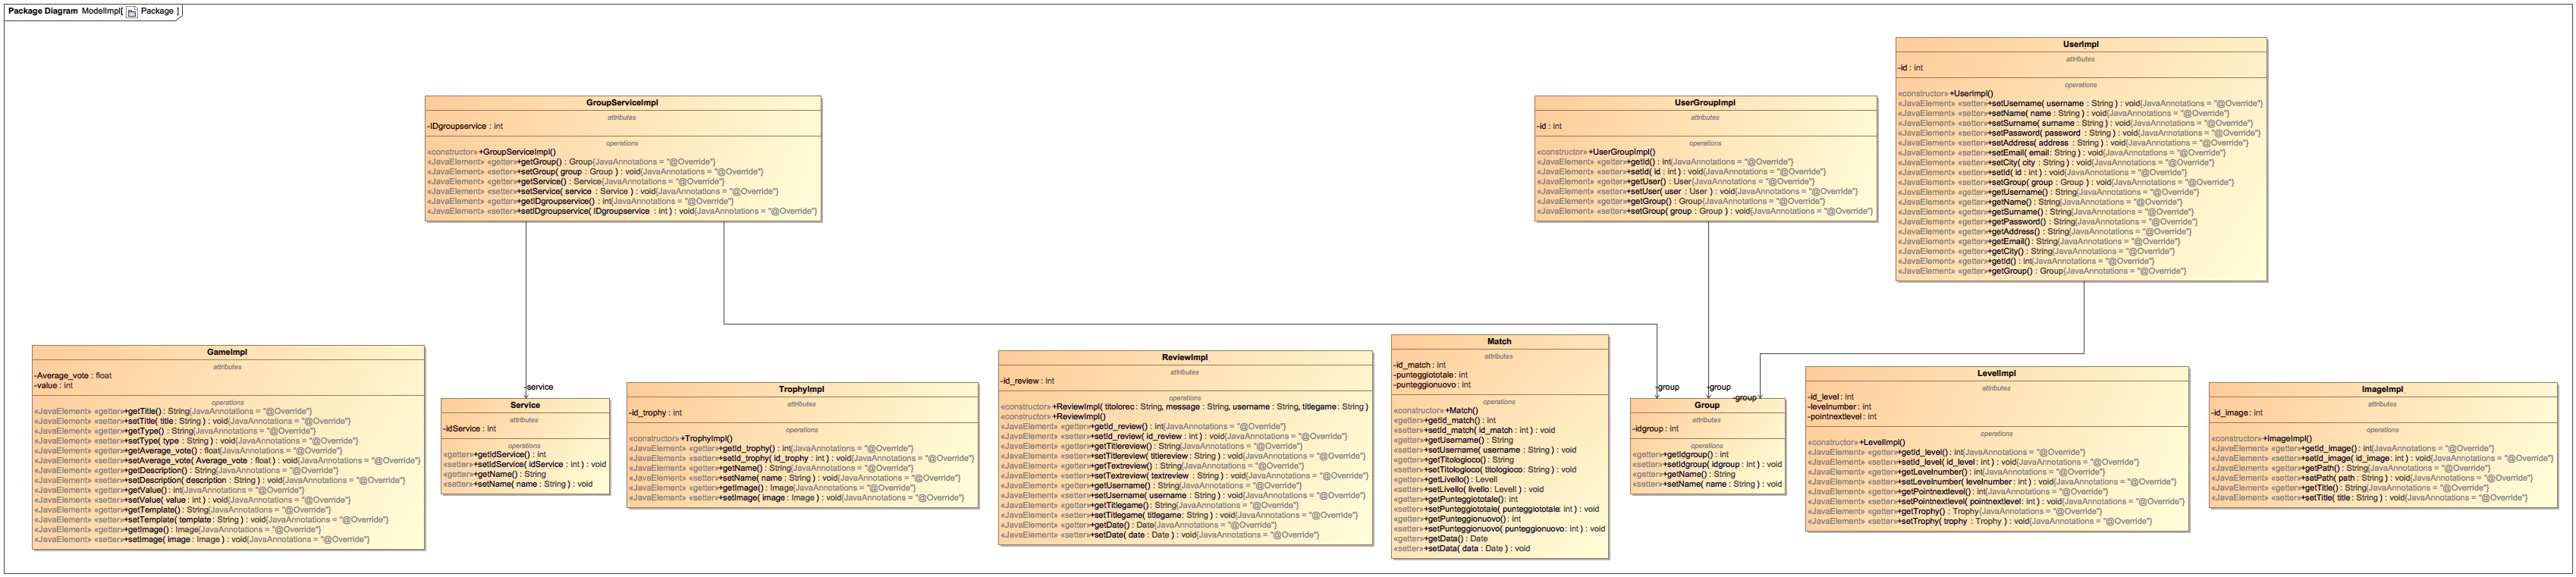 Package Diagram ModelImpl[ Package ]
GroupServiceImpl
attributes
-IDgroupservice : int
operations
«constructor» +GroupServiceImpl()
«JavaElement» «getter»+getGroup() : Group{JavaAnnotations = "@Override"}
«JavaElement» «setter»+setGroup( group : Group ) : void{JavaAnnotations = "@Override"}
«JavaElement» «getter»+getService() : Service{JavaAnnotations = "@Override"}
«JavaElement» «setter»+setService( service : Service ) : void{JavaAnnotations = "@Override"}
«JavaElement» «getter»+getIDgroupservice() : int{JavaAnnotations = "@Override"}
«JavaElement» «setter»+setIDgroupservice( IDgroupservice : int ) : void{JavaAnnotations = "@Override"}
UserGroupImpl
attributes
-id : int
operations
«constructor» +UserGroupImpl()
«JavaElement» «getter»+getId() : int{JavaAnnotations = "@Override"}
«JavaElement» «setter»+setId( id : int ) : void{JavaAnnotations = "@Override"}
«JavaElement» «getter»+getUser() : User{JavaAnnotations = "@Override"}
«JavaElement» «setter»+setUser( user : User ) : void{JavaAnnotations = "@Override"}
«JavaElement» «getter»+getGroup() : Group{JavaAnnotations = "@Override"}
«JavaElement» «setter»+setGroup( group : Group ) : void{JavaAnnotations = "@Override"}
UserImpl
attributes
-id : int
operations
«constructor» +UserImpl()
«JavaElement» «setter»+setUsername( username : String ) : void{JavaAnnotations = "@Override"}
«JavaElement» «setter»+setName( name : String ) : void{JavaAnnotations = "@Override"}
«JavaElement» «setter»+setSurname( surname : String ) : void{JavaAnnotations = "@Override"}
«JavaElement» «setter»+setPassword( password : String ) : void{JavaAnnotations = "@Override"}
«JavaElement» «setter»+setAddress( address : String ) : void{JavaAnnotations = "@Override"}
«JavaElement» «setter»+setEmail( email: String ) : void{JavaAnnotations = "@Override"}
«JavaElement» «setter»+setCity( city : String ) : void{JavaAnnotations = "@Override"}
«JavaElement» «setter»+setId( id : int ) : void{JavaAnnotations = "@Override"}
«JavaElement» «setter»+setGroup( group : Group ) : void{JavaAnnotations = "@Override"}
«JavaElement» «getter»+getUsername() : String{JavaAnnotations = "@Override"}
«JavaElement» «getter»+getName() : String{JavaAnnotations = "@Override"}
«JavaElement» «getter»+getSurname() : String{JavaAnnotations = "@Override"}
«JavaElement» «getter»+getPassword() : String{JavaAnnotations = "@Override"}
«JavaElement» «getter»+getAddress() : String{JavaAnnotations = "@Override"}
«JavaElement» «getter»+getEmail() : String{JavaAnnotations = "@Override"}
«JavaElement» «getter»+getCity() : String{JavaAnnotations = "@Override"}
«JavaElement» «getter»+getId() : int{JavaAnnotations = "@Override"}
«JavaElement» «getter»+getGroup() : Group{JavaAnnotations = "@Override"}
GameImpl
attributes
-Average_vote : float
-value : int
operations
«JavaElement» «getter»+getTitle() : String{JavaAnnotations = "@Override"}
«JavaElement» «setter»+setTitle( title : String ) : void{JavaAnnotations = "@Override"}
«JavaElement» «getter»+getType() : String{JavaAnnotations = "@Override"}
«JavaElement» «setter»+setType( type : String ) : void{JavaAnnotations = "@Override"}
«JavaElement» «getter»+getAverage_vote() : float{JavaAnnotations = "@Override"}
«JavaElement» «setter»+setAverage_vote( Average_vote : float ) : void{JavaAnnotations = "@Override"}
«JavaElement» «getter»+getDescription() : String{JavaAnnotations = "@Override"}
«JavaElement» «setter»+setDescription( description : String ) : void{JavaAnnotations = "@Override"}
«JavaElement» «getter»+getValue() : int{JavaAnnotations = "@Override"}
«JavaElement» «setter»+setValue( value : int ) : void{JavaAnnotations = "@Override"}
«JavaElement» «getter»+getTemplate() : String{JavaAnnotations = "@Override"}
«JavaElement» «setter»+setTemplate( template : String ) : void{JavaAnnotations = "@Override"}
«JavaElement» «getter»+getImage() : Image{JavaAnnotations = "@Override"}
«JavaElement» «setter»+setImage( image : Image ) : void{JavaAnnotations = "@Override"}
-service
Service
attributes
-idService : int
operations
«getter»+getIdService() : int
«setter»+setIdService( idService : int ) : void
«getter»+getName() : String
«setter»+setName( name : String ) : void
TrophyImpl
attributes
-id_trophy : int
operations
«constructor» +TrophyImpl()
«JavaElement» «getter»+getId_trophy() : int{JavaAnnotations = "@Override"}
«JavaElement» «setter»+setId_trophy( id_trophy : int ) : void{JavaAnnotations = "@Override"}
«JavaElement» «getter»+getName() : String{JavaAnnotations = "@Override"}
«JavaElement» «setter»+setName( name : String ) : void{JavaAnnotations = "@Override"}
«JavaElement» «getter»+getImage() : Image{JavaAnnotations = "@Override"}
«JavaElement» «setter»+setImage( image : Image ) : void{JavaAnnotations = "@Override"}
ReviewImpl
attributes
-id_review : int
operations
«constructor» +ReviewImpl( titolorec : String, message : String, username : String, titlegame: String )
«constructor» +ReviewImpl()
«JavaElement» «getter»+getId_review() : int{JavaAnnotations = "@Override"}
«JavaElement» «setter»+setId_review( id_review : int ) : void{JavaAnnotations = "@Override"}
«JavaElement» «getter»+getTitlereview() : String{JavaAnnotations = "@Override"}
«JavaElement» «setter»+setTitlereview( titlereview : String ) : void{JavaAnnotations = "@Override"}
«JavaElement» «getter»+getTextreview() : String{JavaAnnotations = "@Override"}
«JavaElement» «setter»+setTextreview( textreview : String ) : void{JavaAnnotations = "@Override"}
«JavaElement» «getter»+getUsername() : String{JavaAnnotations = "@Override"}
«JavaElement» «setter»+setUsername( username : String ) : void{JavaAnnotations = "@Override"}
«JavaElement» «getter»+getTitlegame() : String{JavaAnnotations = "@Override"}
«JavaElement» «setter»+setTitlegame( titlegame : String ) : void{JavaAnnotations = "@Override"}
«JavaElement» «getter»+getDate() : Date{JavaAnnotations = "@Override"}
«JavaElement» «setter»+setDate( date : Date ) : void{JavaAnnotations = "@Override"}
Match
attributes
-id_match : int
-punteggiototale : int
-punteggionuovo : int
operations
«constructor» +Match()
«getter»+getId_match() : int
«setter»+setId_match( id_match : int ) : void
«getter»+getUsername() : String
«setter»+setUsername( username : String ) : void
«getter»+getTitologioco() : String
«setter»+setTitologioco( titologioco : String ) : void
«getter»+getLivello() : Levell
«setter»+setLivello( livello : Levell ) : void
«getter»+getPunteggiototale(): int
«setter»+setPunteggiototale( punteggiototale: int ) : void
«getter»+getPunteggionuovo() : int
«setter»+setPunteggionuovo( punteggionuovo: int ) : void
«getter»+getData() : Date
«setter»+setData( data : Date ) : void
-group
-group
-group
Group
attributes
-idgroup : int
operations
«getter»+getIdgroup() : int
«setter»+setIdgroup( idgroup : int ) : void
«getter»+getName() : String
«setter»+setName( name : String ) : void
LevelImpl
attributes
-id_level : int
-levelnumber : int
-pointnextlevel : int
operations
«constructor» +LevelImpl()
«JavaElement» «getter»+getId_level() : int{JavaAnnotations = "@Override"}
«JavaElement» «setter»+setId_level( id_level : int ) : void{JavaAnnotations = "@Override"}
«JavaElement» «getter»+getLevelnumber() : int{JavaAnnotations = "@Override"}
«JavaElement» «setter»+setLevelnumber( levelnumber : int ) : void{JavaAnnotations = "@Override"}
«JavaElement» «getter»+getPointnextlevel() : int{JavaAnnotations = "@Override"}
«JavaElement» «setter»+setPointnextlevel( pointnextlevel: int ) : void{JavaAnnotations = "@Override"}
«JavaElement» «getter»+getTrophy() : Trophy{JavaAnnotations = "@Override"}
«JavaElement» «setter»+setTrophy( trophy : Trophy ) : void{JavaAnnotations = "@Override"}
ImageImpl
attributes
-id_image : int
operations
«constructor» +ImageImpl()
«JavaElement» «getter»+getId_image() : int{JavaAnnotations = "@Override"}
«JavaElement» «setter»+setId_image( id_image : int ) : void{JavaAnnotations = "@Override"}
«JavaElement» «getter»+getPath() : String{JavaAnnotations = "@Override"}
«JavaElement» «setter»+setPath( path : String ) : void{JavaAnnotations = "@Override"}
«JavaElement» «getter»+getTitle() : String{JavaAnnotations = "@Override"}
«JavaElement» «setter»+setTitle( title : String ) : void{JavaAnnotations = "@Override"}